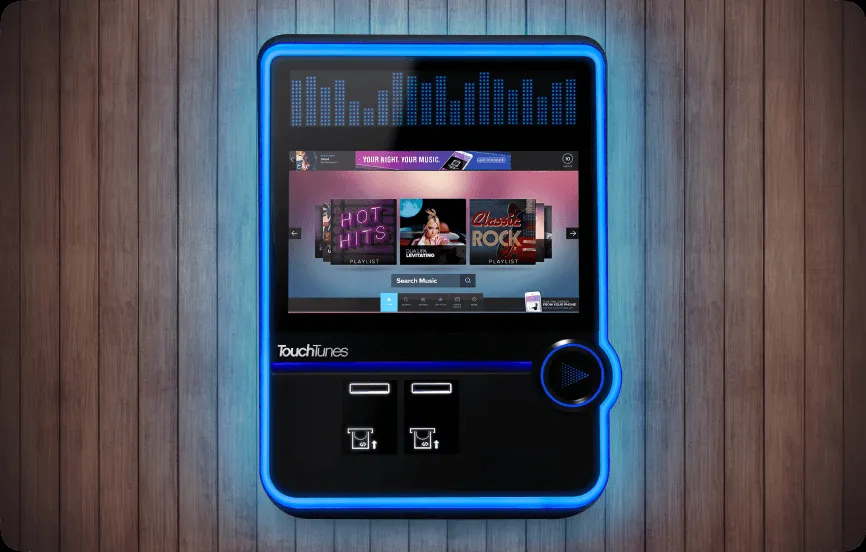 YOUR NIGHT. YOUR MUSIC.
10
HOT
HITS
PLAYLIST
DUA LIPA
LEVITATING
Classic
ROCK
PLAYLIST
Search Music
FROM YOUR PHONE
TouchTunes